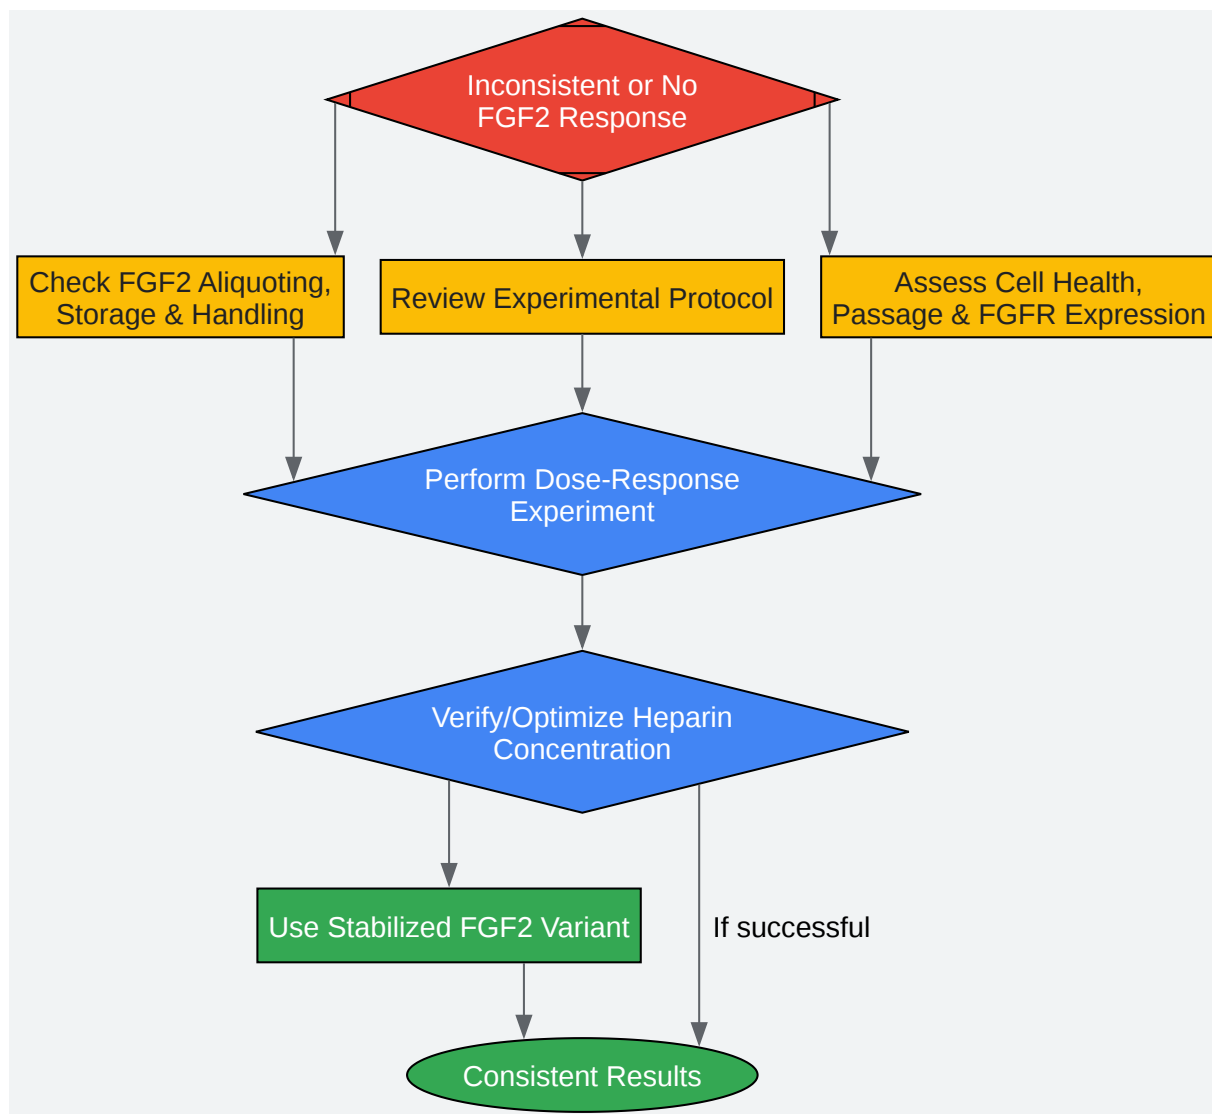 Inconsistent or No
FGF2 Response
Check FGF2 Aliquoting,
Storage & Handling
Review Experimental Protocol
Assess Cell Health,
Passage & FGFR Expression
Perform Dose-Response
Experiment
Verify/Optimize Heparin
Concentration
Use Stabilized FGF2 Variant
If successful
Consistent Results